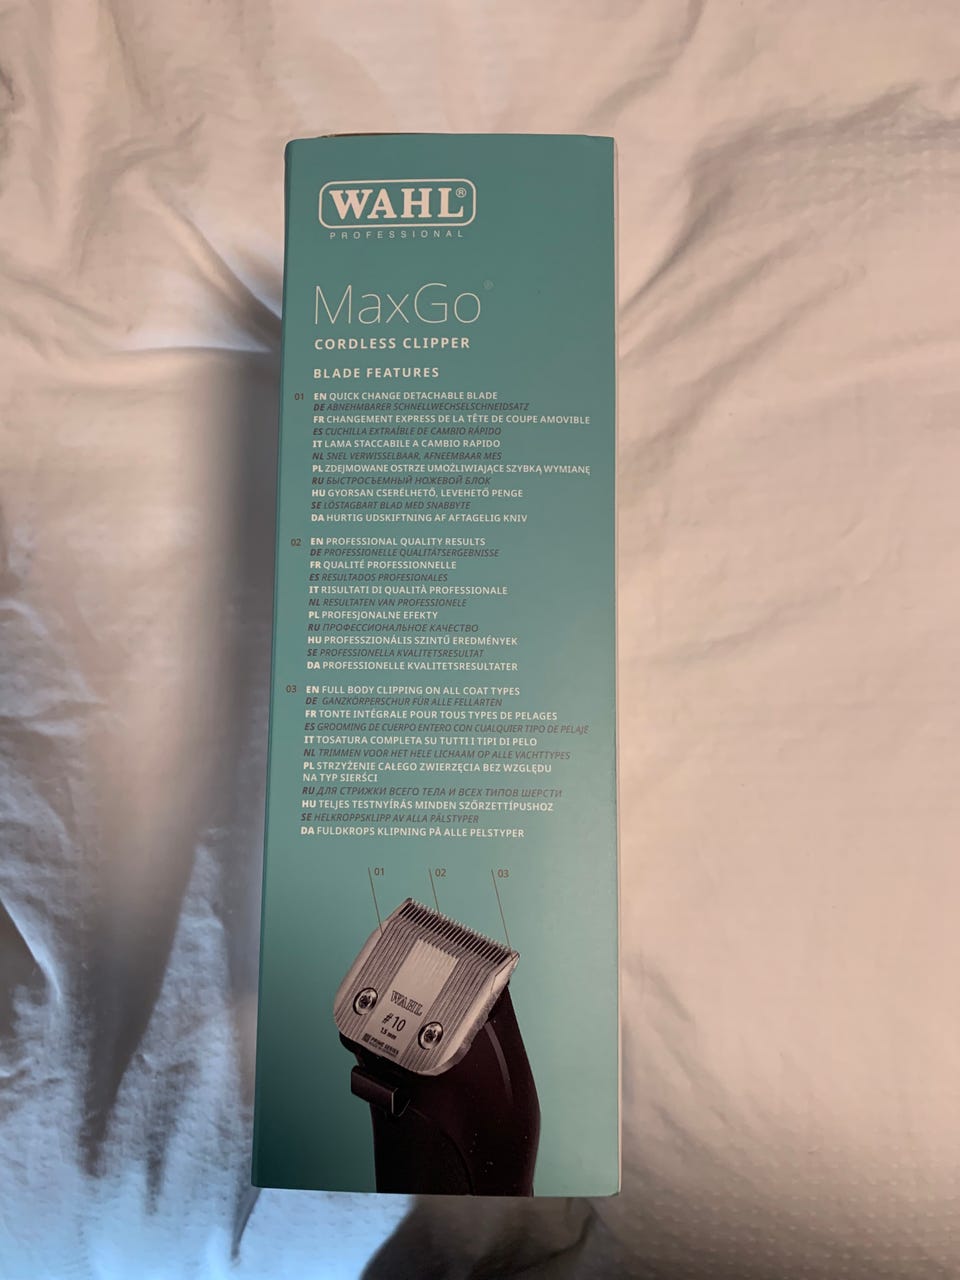 WAHL®
PROFESSIONAL
MaxGo®
CORDLESS CLIPPER
BLADE FEATURES
01 EN QUICK CHANGE DETACHABLE BLADE
DE ABNEHMBARER SCHNELLWECHSELSCHNEIDSATZ
FR CHANGEMENT EXPRESS DE LA TÊTE DE COUPE AMOVIBLE
ES CUCHILLA EXTRAÍBLE DE CAMBIO RÁPIDO
IT LAMA STACCABILE A CAMBIO RAPIDO
NL SNEL VERWISSELBAAR, AFNEEMBAAR MES
PL ZDEJMOWANE OSTRZE UMOŻLIWIAJĄCE SZYBKĄ WYMIANĘ
RU БЫСТРОСЪЕМНЫЙ НОЖЕВОЙ БЛОК
HU GYORSAN CSERÉLHETŐ, LEVEHETŐ PENGE
SE LÖSTAGBART BLAD MED SNABBYTE
DA HURTIG UDSKIFTNING AF AFTAGELIG KNIV
02 EN PROFESSIONAL QUALITY RESULTS
DE PROFESSIONELLE QUALITÄTSERGEBNISSE
FR QUALITÉ PROFESSIONNELLE
ES RESULTADOS PROFESIONALES
IT RISULTATI DI QUALITÀ PROFESSIONALE
NL RESULTATEN VAN PROFESSIONELE
PL PROFESJONALNE EFEKTY
RU ПРОФЕССИОНАЛЬНОЕ КАЧЕСТВО
HU PROFESSZIONÁLIS SZINTŰ EREDMÉNYEK
SE PROFESSIONELLA KVALITETSRESULTAT
DA PROFESSIONELLE KVALITETSRESULTATER
03 EN FULL BODY CLIPPING ON ALL COAT TYPES
DE GANZKÖRPERSCHUR FÜR ALLE FELLARTEN
FR TONTE INTÉGRALE POUR TOUS TYPES DE PELAGES
ES GROOMING DE CUERPO ENTERO CON CUALQUIER TIPO DE PELAJE
IT TOSATURA COMPLETA SU TUTTI I TIPI DI PELO
NL TRIMMEN VOOR HET HELE LICHAAM OP ALLE VACHTTYPES
PL STRZYŻENIE CAŁEGO ZWIERZĘCIA BEZ WZGLĘDU
NA TYP SIERŚCI
RU ДЛЯ СТРИЖКИ ВСЕГО ТЕЛА И ВСЕХ ТИПОВ ШЕРСТИ
HU TELJES TESTNYÍRÁS MINDEN SZŐRZETTÍPUSHOZ
SE HELKROPPSKLIPP AV ALLA PÄLSTYPER
DA FULDKROPS KLIPNING PÅ ALLE PELSTYPER
01 02 03
WAHL
#10
1.5 mm
PRIME SERIES